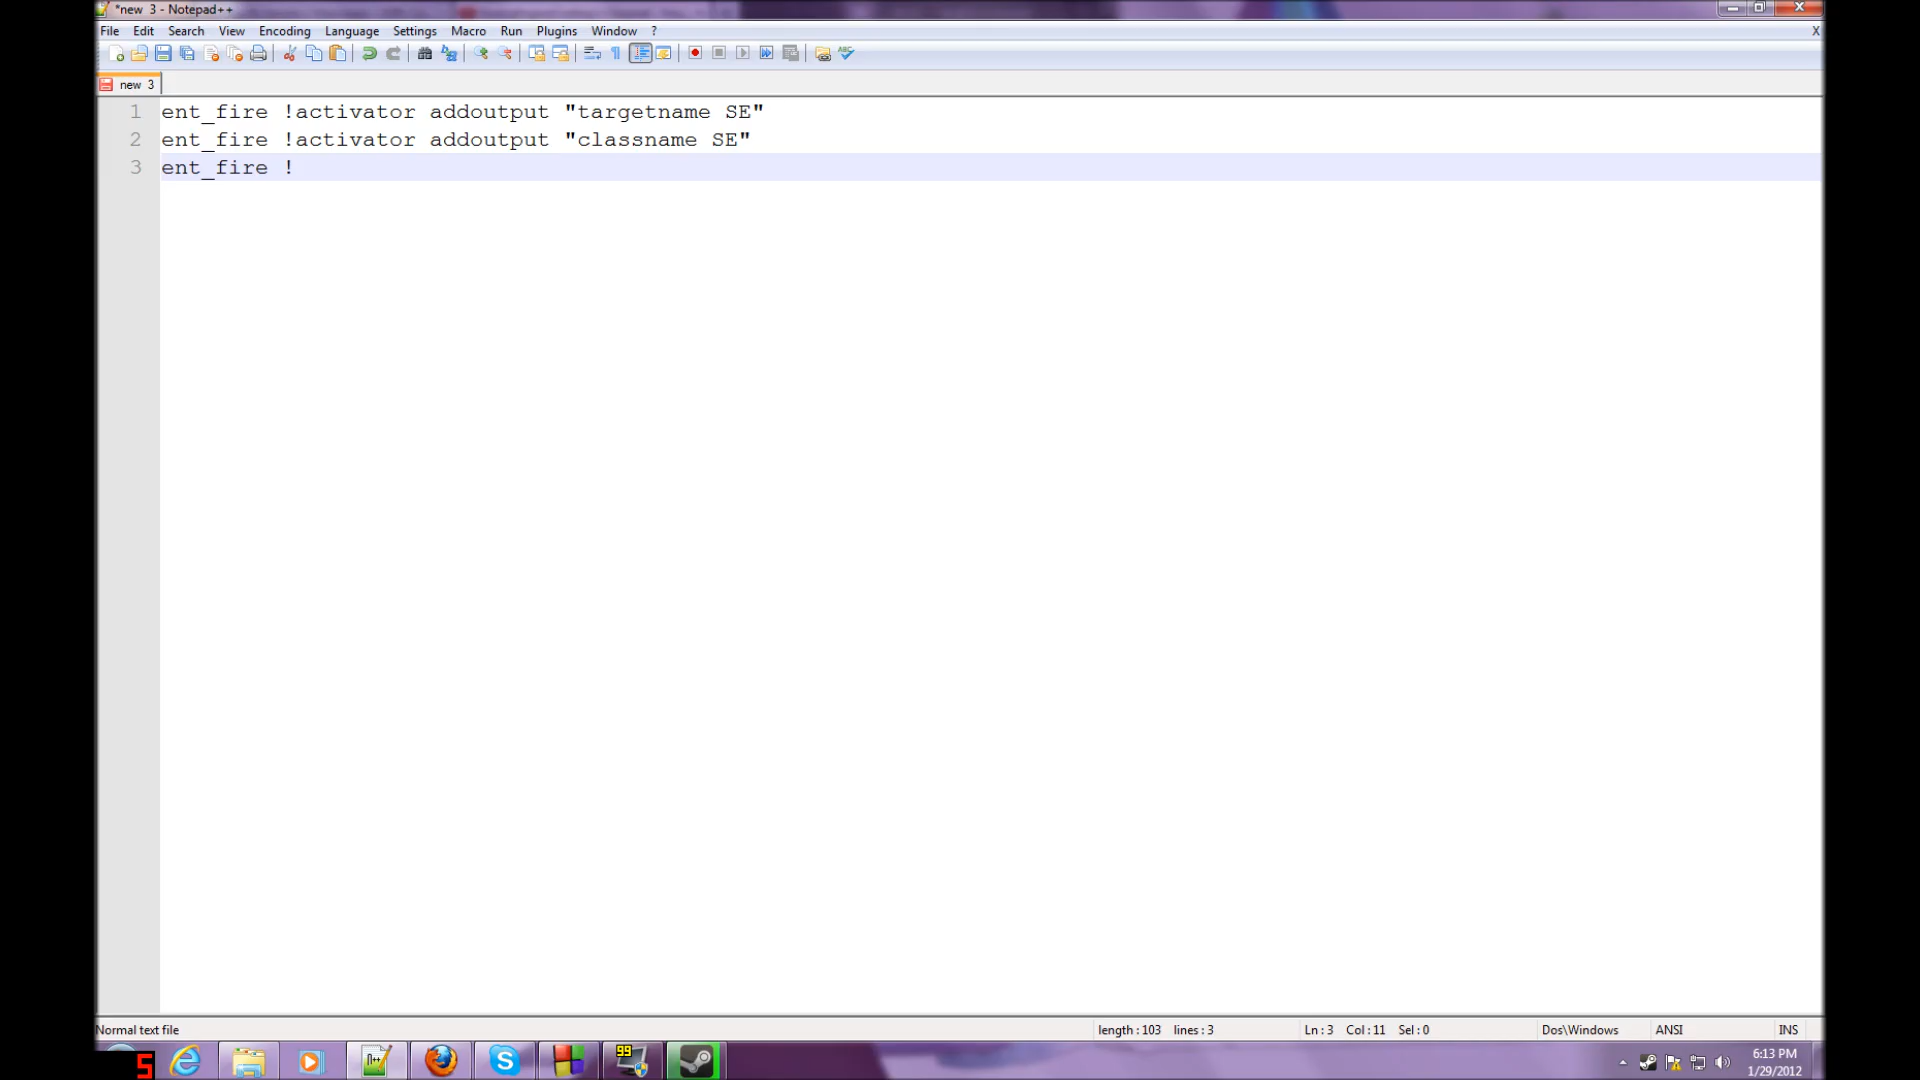 *new 3 - Notepad++
File Edit Search View Encoding Language Settings Macro Run Plugins Window ? X
new 3
1 ent_fire !activator addoutput "targetname SE"
2 ent_fire !activator addoutput "classname SE"
3 ent_fire !
Normal text file length : 103 lines : 3 Ln : 3 Col : 11 Sel : 0 Dos\Windows ANSI INS
5 99 6:13 PM
1/29/2012